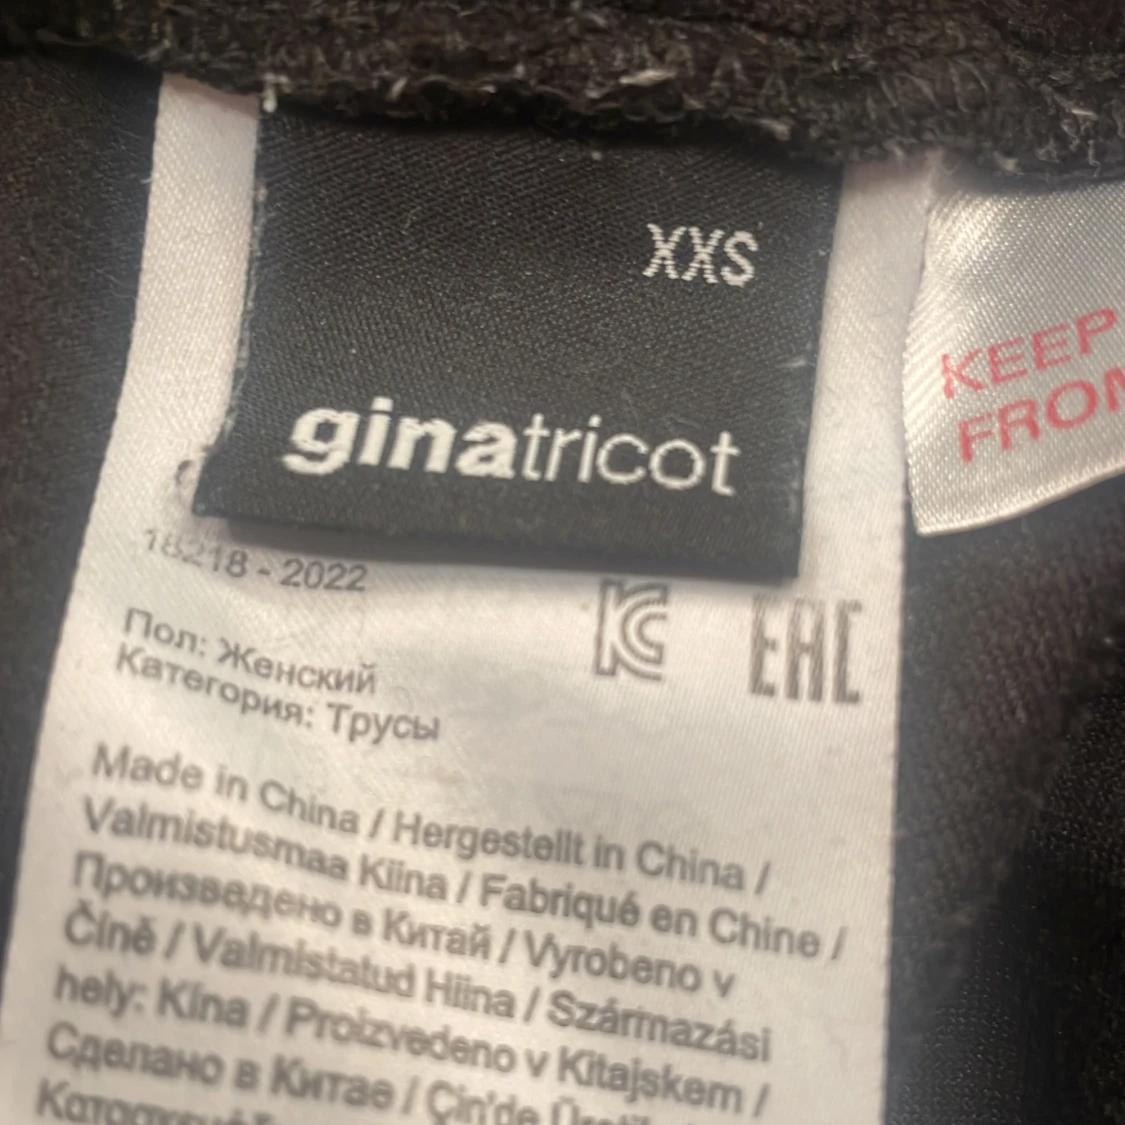 XXS
ginatricot
KEEP
FROM
18218 - 2022
Пол: Женский
Категория: Трусы
EAC
Made in China / Hergestellt in China /
Valmistusmaa Kiina / Fabriqué en Chine /
Произведено в Китай / Vyrobeno v
Číně / Valmistatud Hiina / Származási
hely: Kína / Proizvedeno v Kitajskem /
Сделано в Китае / Çin'de